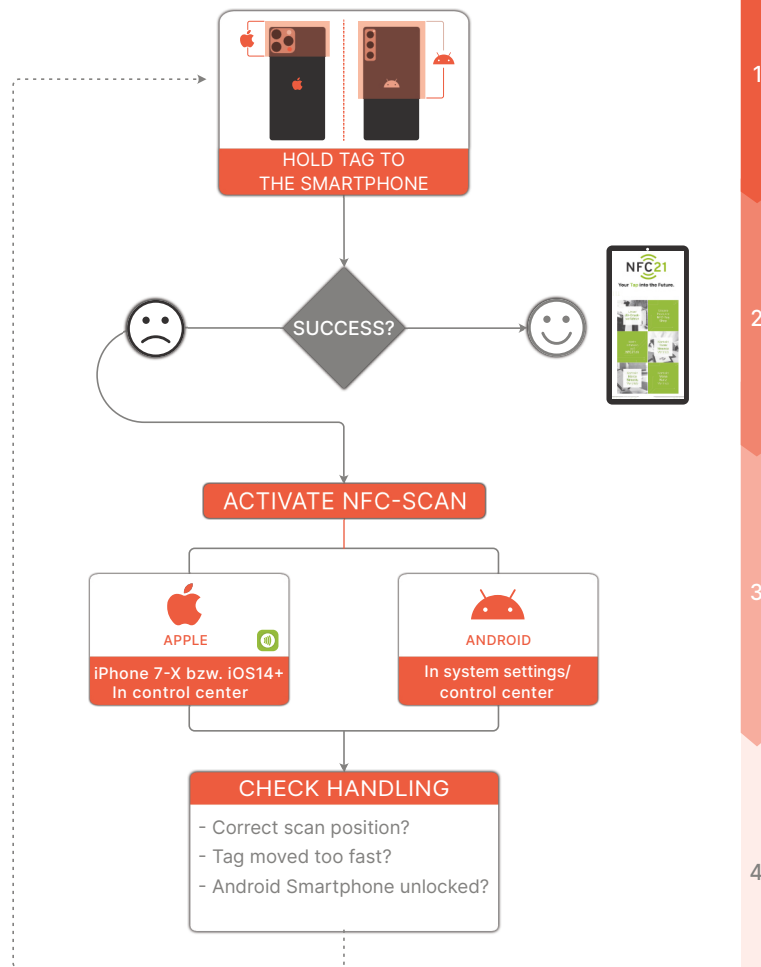 HOLD TAG TO
THE SMARTPHONE
1
SUCCESS?
NFC21
Your Tap Into the Future.
2
ACTIVATE NFC-SCAN
3
APPLE
iPhone 7-X bzw. iOS14+
In control center
ANDROID
In system settings/
control center
CHECK HANDLING
- Correct scan position?
- Tag moved too fast?
- Android Smartphone unlocked?
4